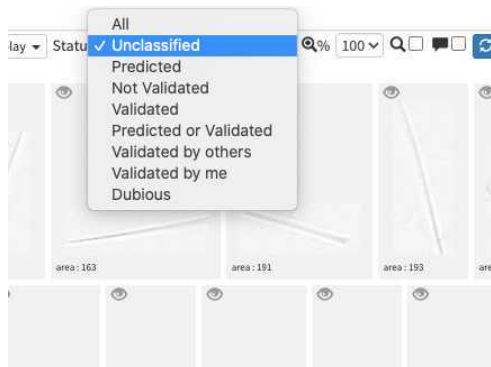 All
lay Statu ✓ Unclassified % 100
Predicted
Not Validated
Validated
Predicted or Validated
Validated by others
Validated by me
Dubious
area : 163 area : 191 area : 193 are